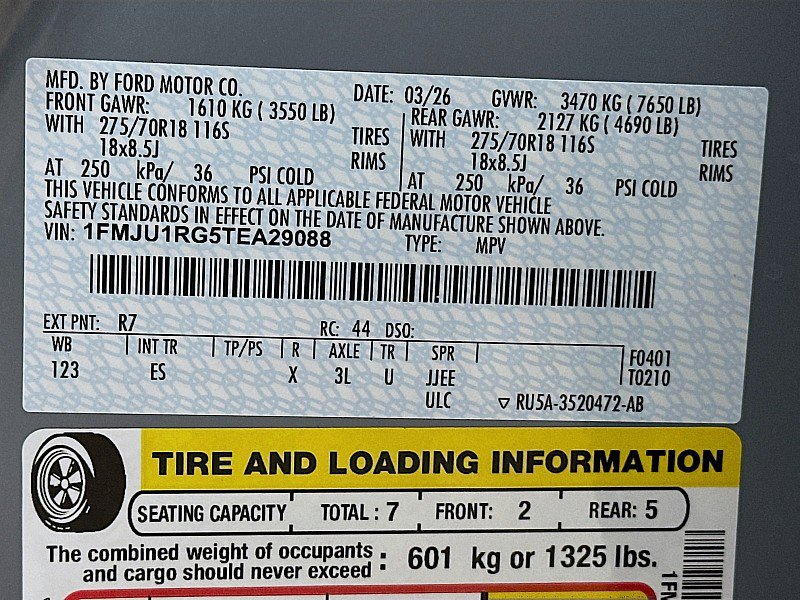 MFD. BY FORD MOTOR CO. DATE: 03/26 GVWR: 3470 KG ( 7650 LB)
FRONT GAWR: 1610 KG ( 3550 LB) REAR GAWR: 2127 KG ( 4690 LB)
WITH 275/70R18 116S TIRES WITH 275/70R18 116S TIRES
18x8.5J RIMS 18x8.5J RIMS
AT 250 kPa/ 36 PSI COLD AT 250 kPa/ 36 PSI COLD
THIS VEHICLE CONFORMS TO ALL APPLICABLE FEDERAL MOTOR VEHICLE
SAFETY STANDARDS IN EFFECT ON THE DATE OF MANUFACTURE SHOWN ABOVE.
VIN: 1FMJU1RG5TEA29088 TYPE: MPV
EXT PNT: R7 RC: 44 DSO:
WB INT TR TP/PS R AXLE TR SPR F0401
123 ES X 3L U JJEE T0210
ULC ▽ RU5A-3520472-AB
TIRE AND LOADING INFORMATION
SEATING CAPACITY TOTAL : 7 FRONT: 2 REAR: 5
The combined weight of occupants
and cargo should never exceed : 601 kg or 1325 lbs.